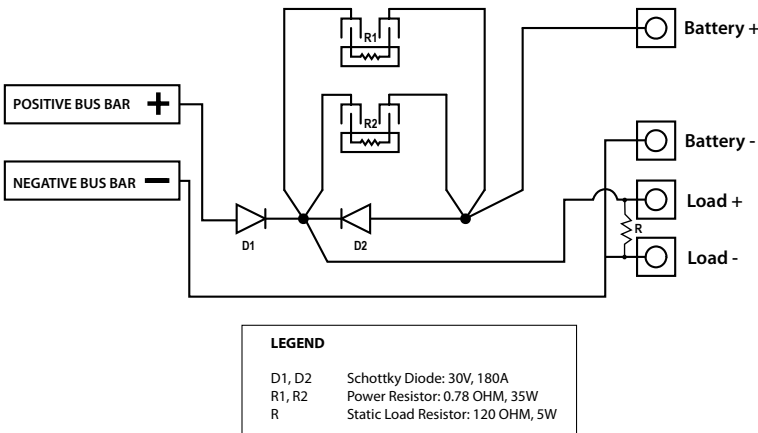 R1
Battery +
POSITIVE BUS BAR +
R2
Battery -
NEGATIVE BUS BAR −
Load +
R
D1
D2
Load -
LEGEND
D1, D2 Schottky Diode: 30V, 180A
R1, R2 Power Resistor: 0.78 OHM, 35W
R Static Load Resistor: 120 OHM, 5W